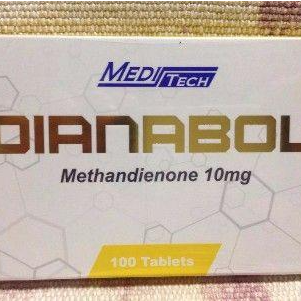 MEDITECH
DIANABOL
Methandienone 10mg
100 Tablets